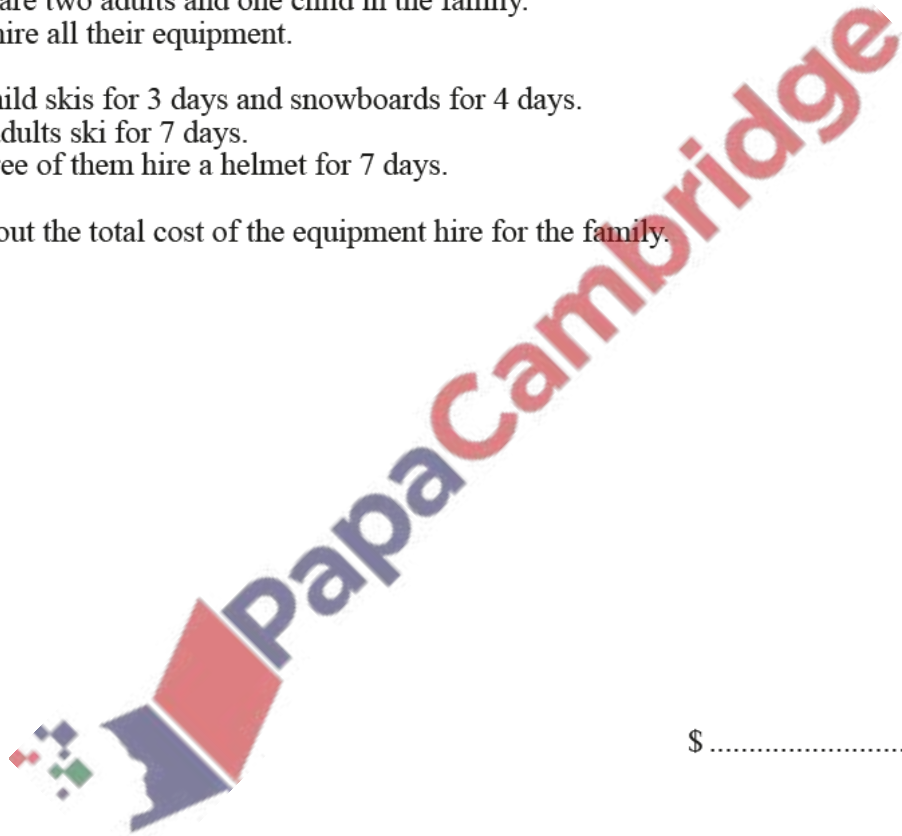 are two adults and one child in the family.
hire all their equipment.
ild skis for 3 days and snowboards for 4 days.
dults ski for 7 days.
ee of them hire a helmet for 7 days.
out the total cost of the equipment hire for the family.
PapaCambridge
$ ........................